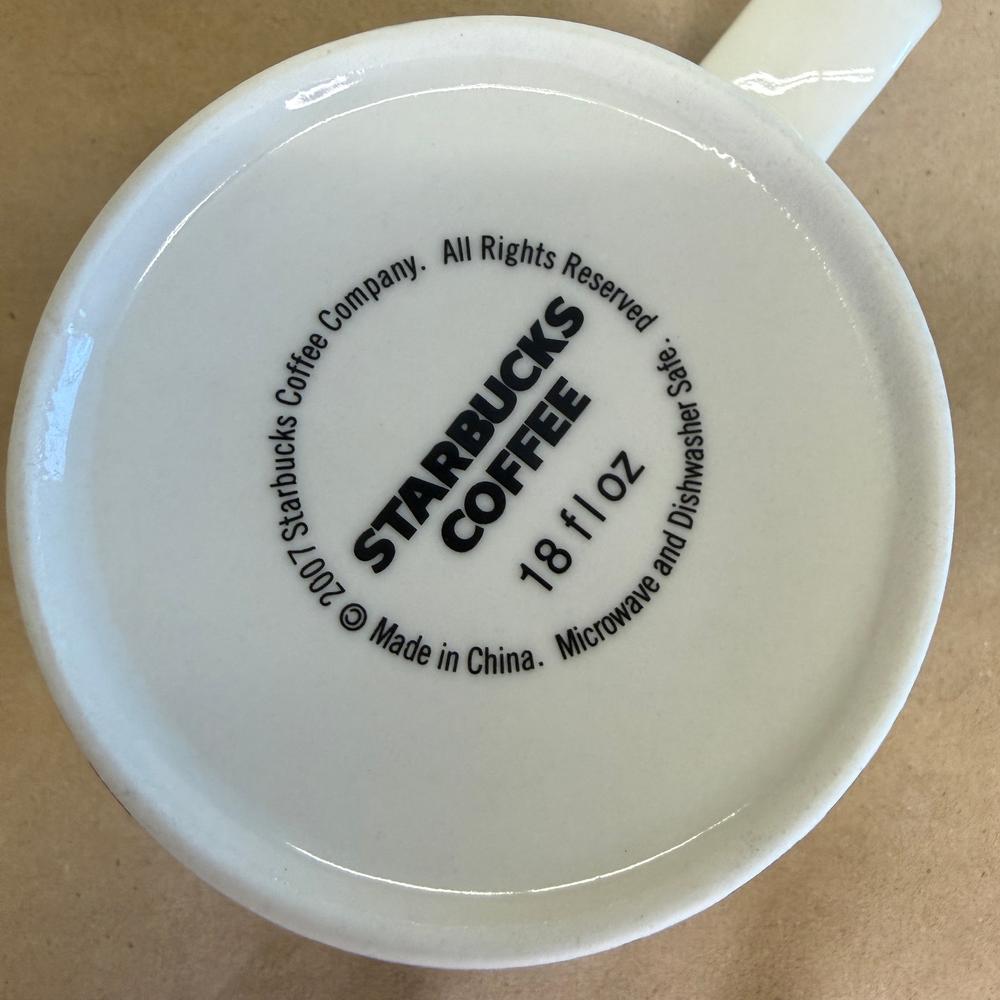 © 2007 Starbucks Coffee Company. All Rights Reserved.
STARBUCKS
COFFEE
18 fl oz
Made in China. Microwave and Dishwasher Safe.